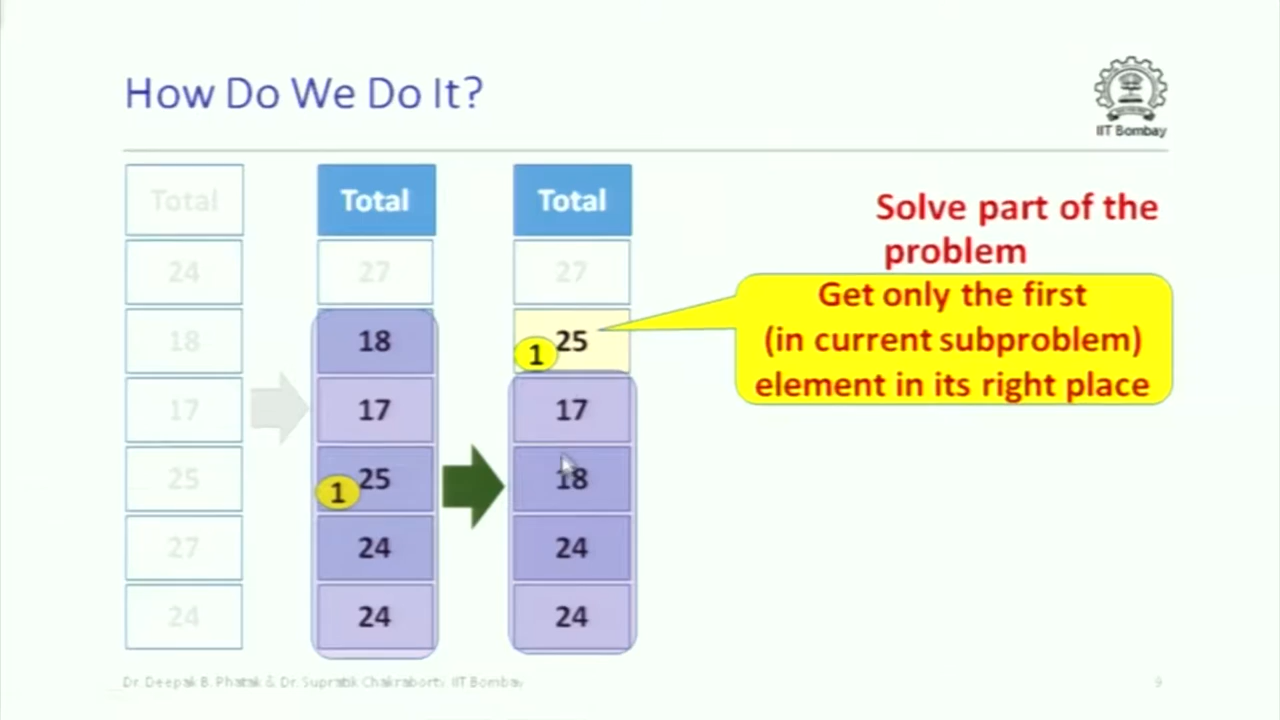 How Do We Do It?
IIT Bombay
Total
24
18
17
25
27
24
Total
27
18
17
1 25
24
24
Total
27
1 25
17
18
24
24
Solve part of the
problem
Get only the first
(in current subproblem)
element in its right place
Dr. Deepak B. Phatak & Dr. Supratik Chakraborty, IIT Bombay
9